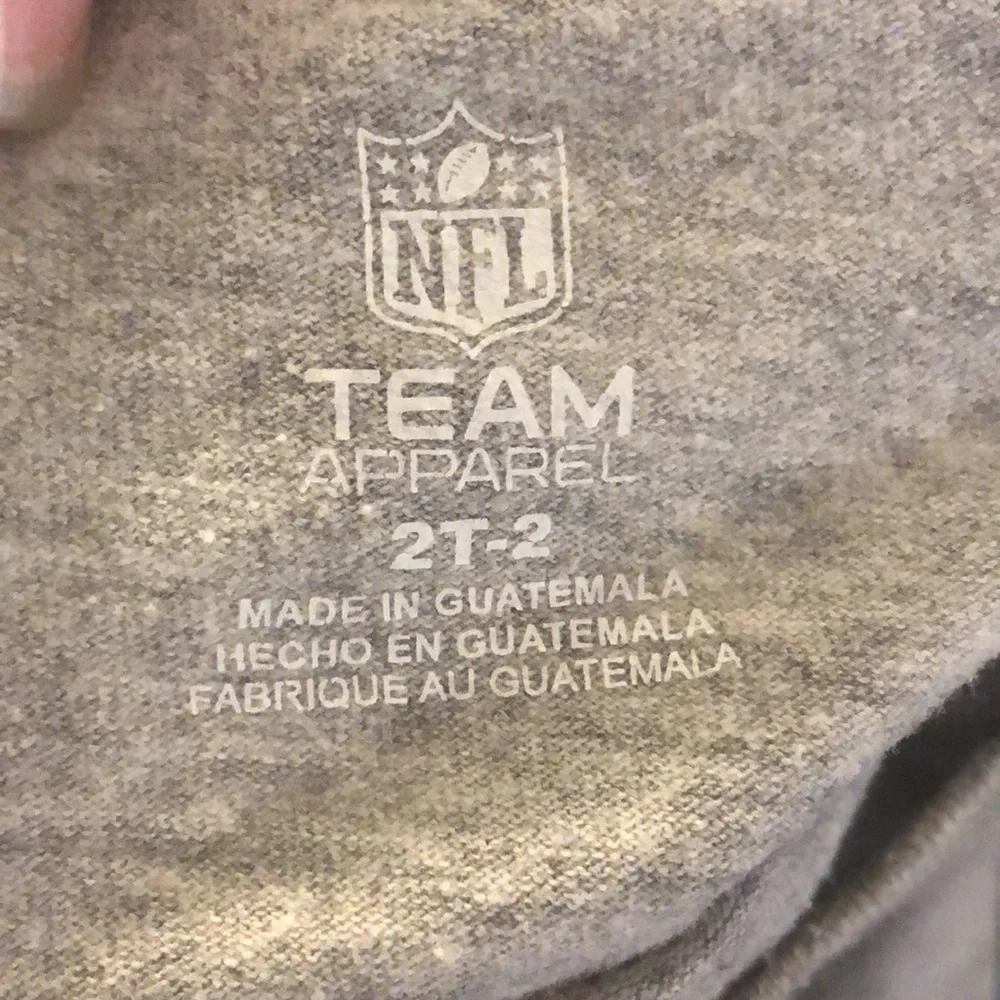 NFL
TEAM
APPAREL
2T-2
MADE IN GUATEMALA
HECHO EN GUATEMALA
FABRIQUE AU GUATEMALA